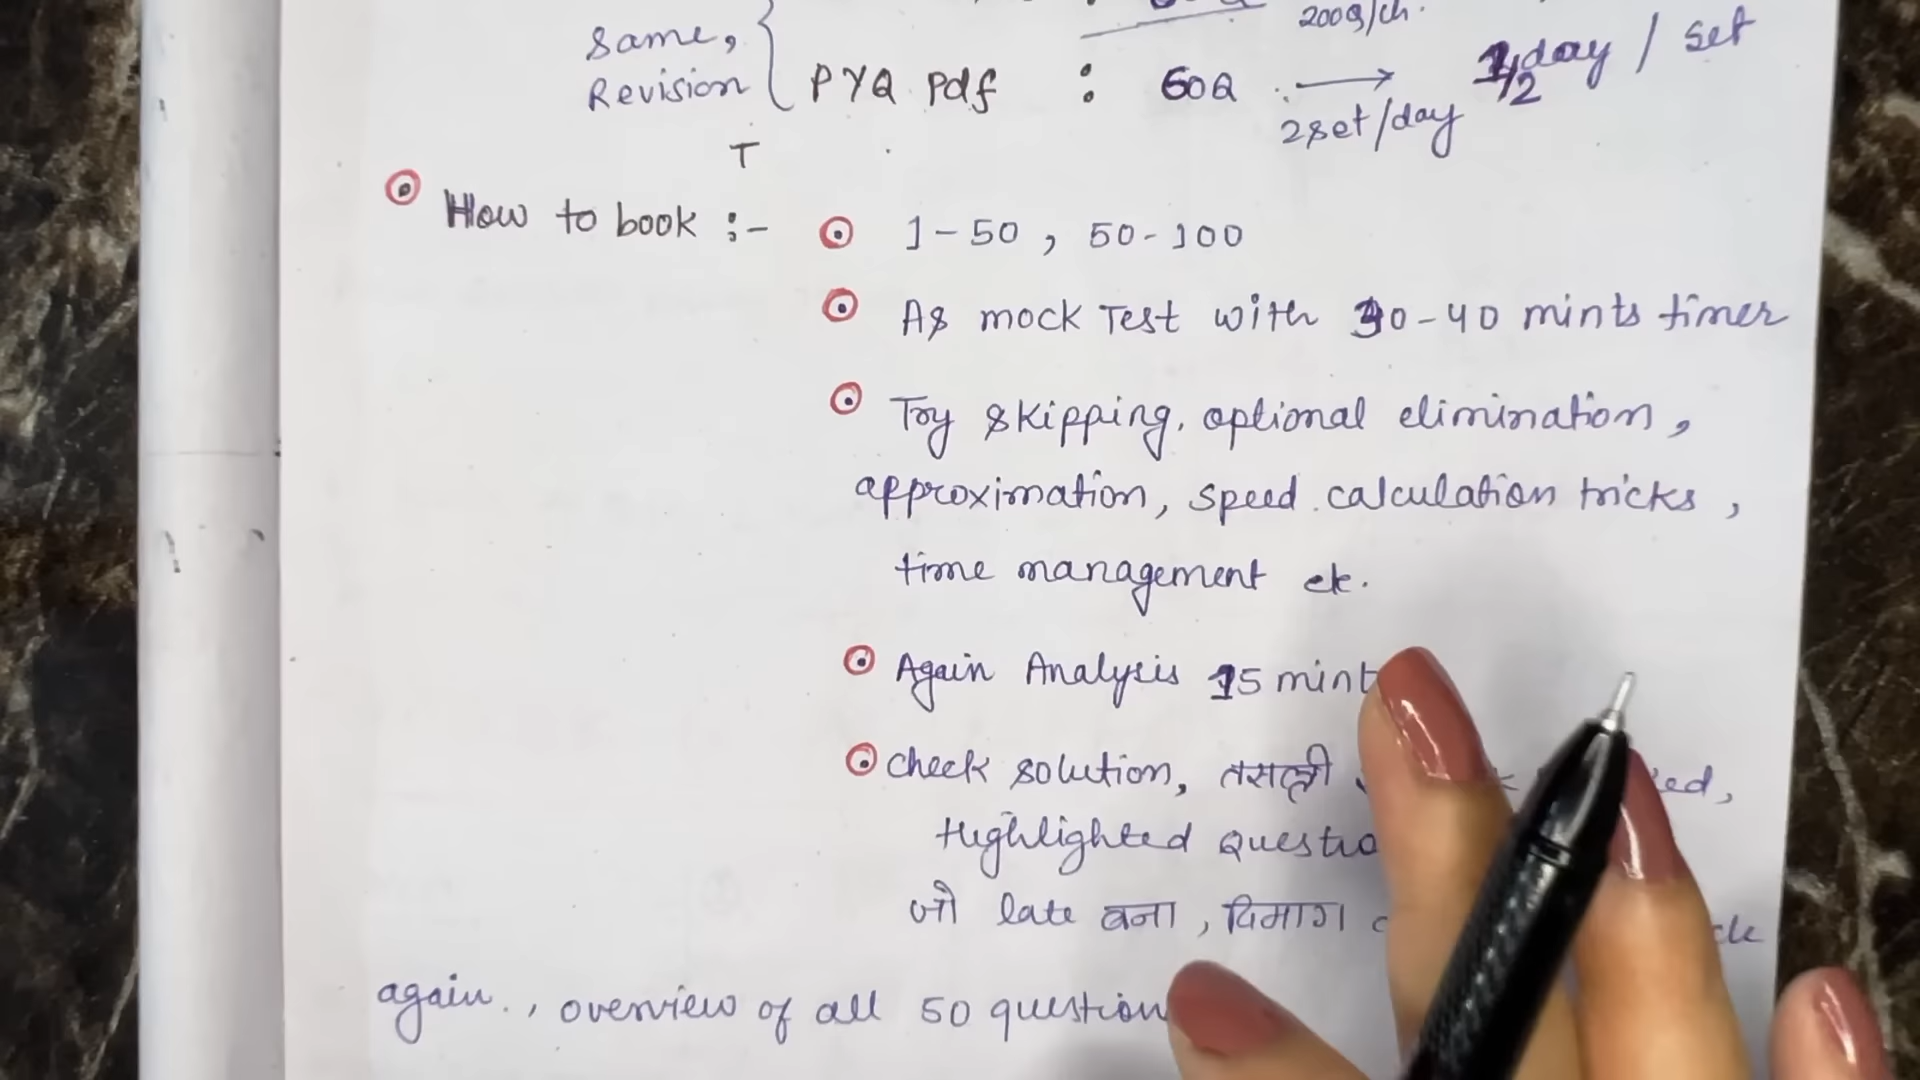 200Q/ch.
Same,
Revision
PYQ Pdf : 50Q → 1/2 day / Set
2set/day
T
How to book :- 1-50, 50-100
As mock Test with 30-40 mints timer
Try skipping, optional elimination,
approximation, speed calculation tricks,
time management etc.
Again Analysis 15 mint
Check solution, तसल्ली
Highlighted Questio
जो late बना, दिमाग
again., overview of all 50 question